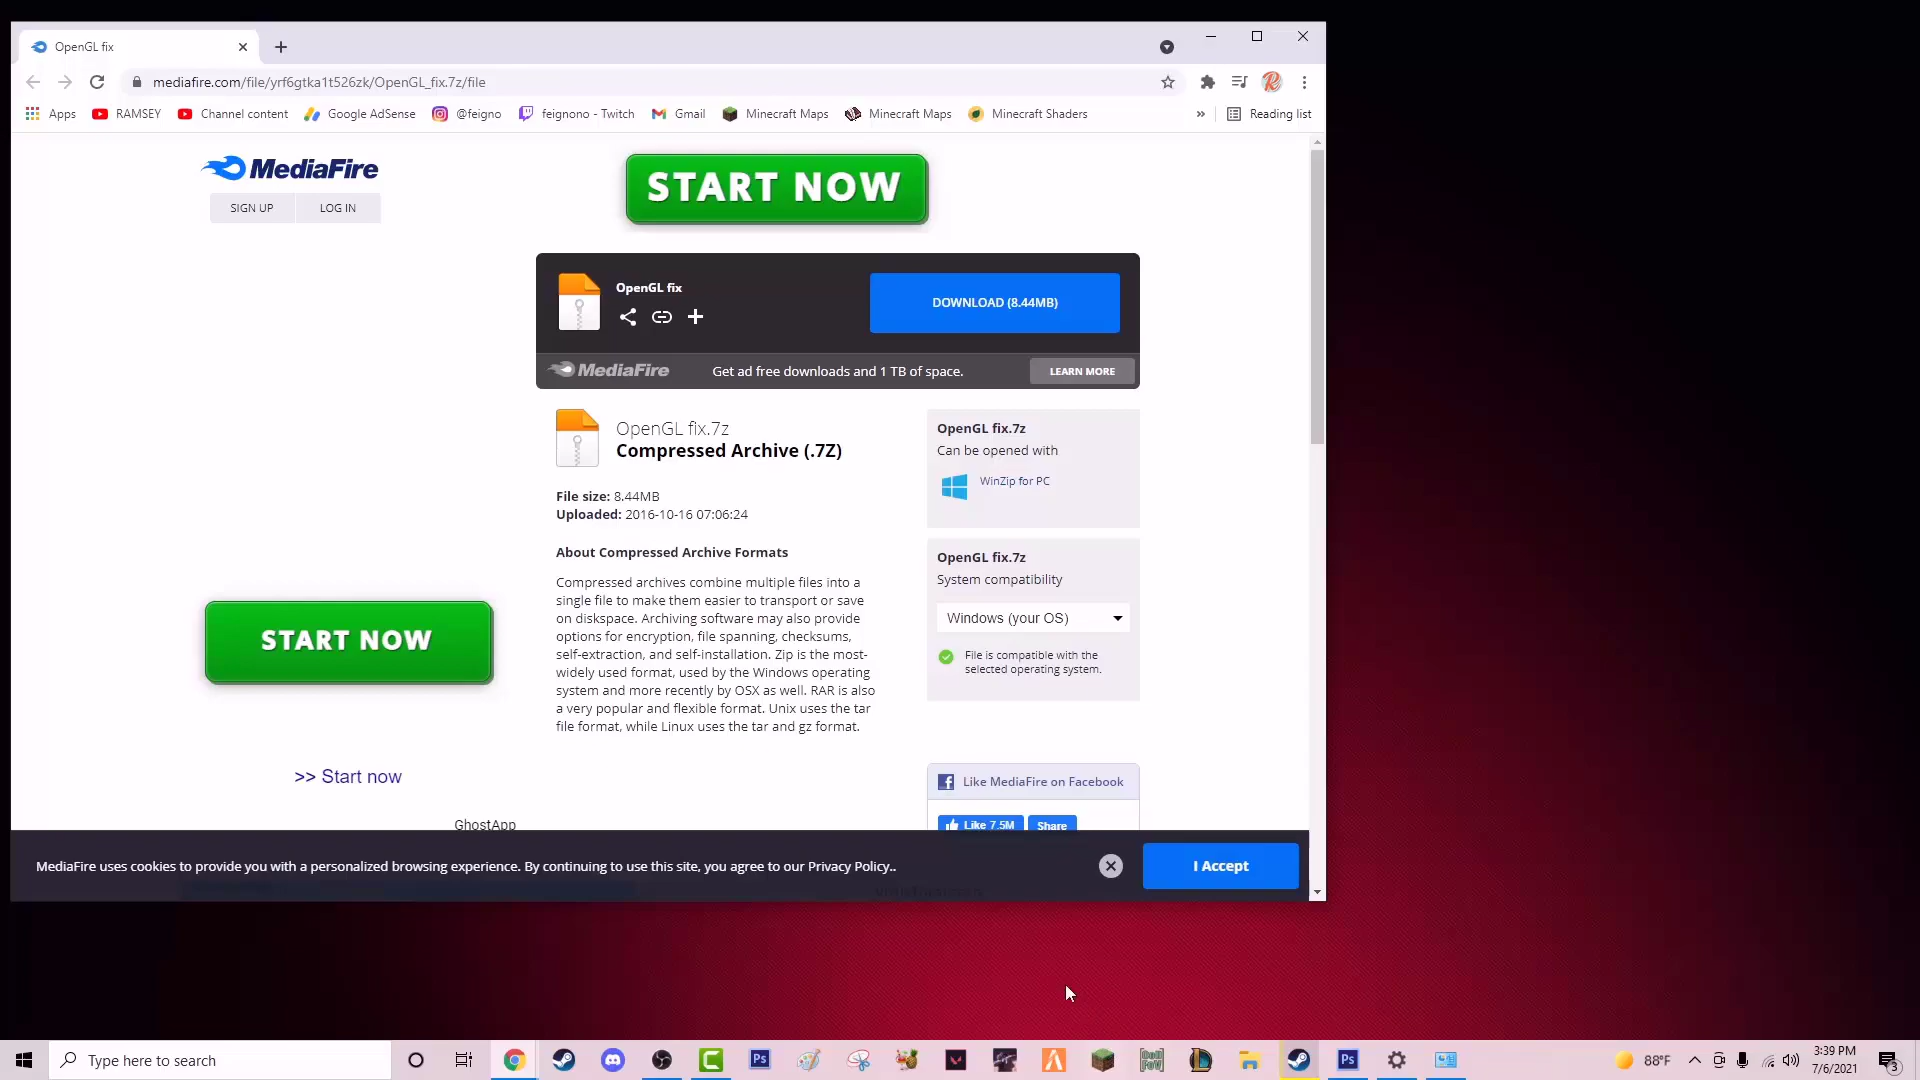 OpenGL fix
mediafire.com/file/yrf6gtka1t526zk/OpenGL_fix.7z/file
Apps RAMSEY Channel content Google AdSense @feigno feignono - Twitch Gmail Minecraft Maps Minecraft Maps Minecraft Shaders » Reading list
MediaFire
SIGN UP LOG IN
START NOW
OpenGL fix
DOWNLOAD (8.44MB)
MediaFire Get ad free downloads and 1 TB of space. LEARN MORE
OpenGL fix.7z
Compressed Archive (.7Z)
File size: 8.44MB
Uploaded: 2016-10-16 07:06:24
About Compressed Archive Formats
Compressed archives combine multiple files into a
single file to make them easier to transport or save
on diskspace. Archiving software may also provide
options for encryption, file spanning, checksums,
self-extraction, and self-installation. Zip is the most-
widely used format, used by the Windows operating
system and more recently by OSX as well. RAR is also
a very popular and flexible format. Unix uses the tar
file format, while Linux uses the tar and gz format.
OpenGL fix.7z
Can be opened with
WinZip for PC
OpenGL fix.7z
System compatibility
Windows (your OS)
File is compatible with the
selected operating system.
START NOW
>> Start now
GhostApp
Like MediaFire on Facebook
Like 7.5M Share
MediaFire uses cookies to provide you with a personalized browsing experience. By continuing to use this site, you agree to our Privacy Policy..
I Accept
Type here to search
Ps
Ps
88°F
3:39 PM
7/6/2021
3